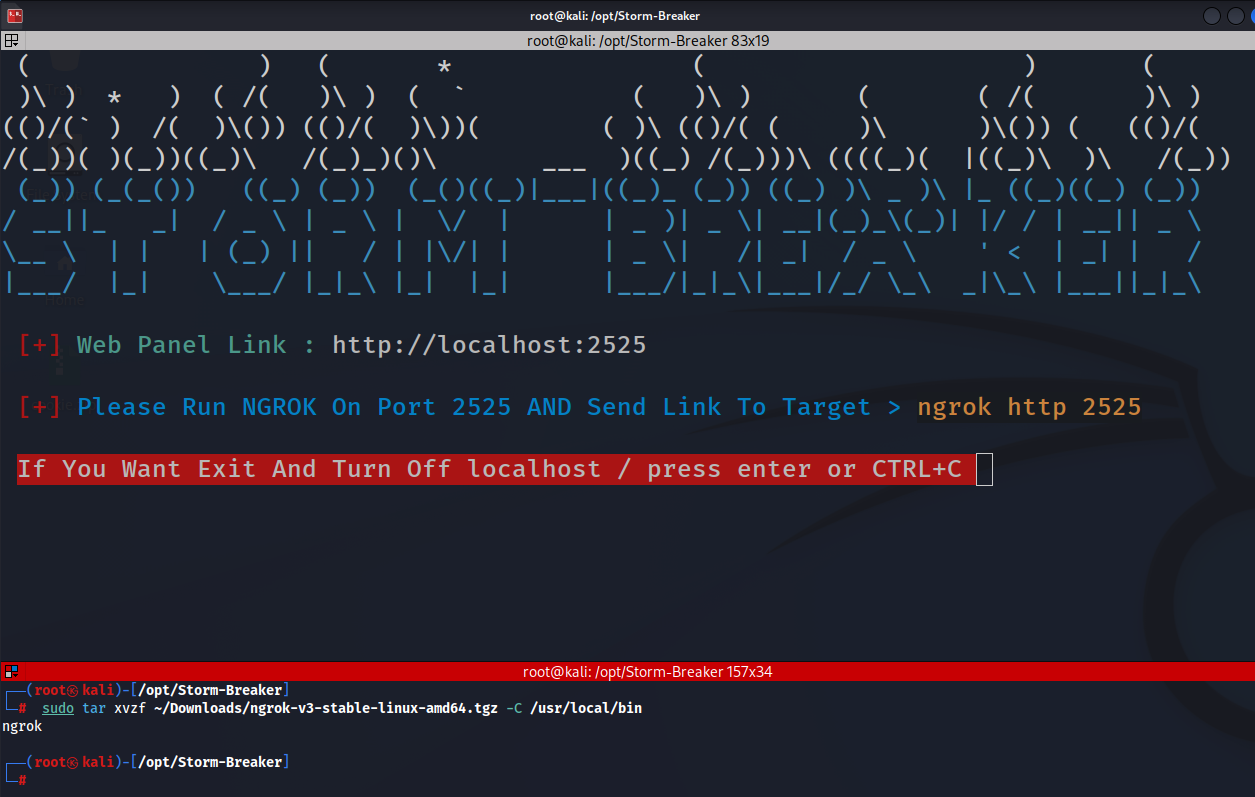 root@kali: /opt/Storm-Breaker
root@kali: /opt/Storm-Breaker 83x19
STORM_BREAKER
[+] Web Panel Link : http://localhost:2525
[+] Please Run NGROK On Port 2525 AND Send Link To Target > ngrok http 2525
If You Want Exit And Turn Off localhost / press enter or CTRL+C
root@kali: /opt/Storm-Breaker 157x34
┌──(root㉿kali)-[/opt/Storm-Breaker]
└─# sudo tar xvzf ~/Downloads/ngrok-v3-stable-linux-amd64.tgz -C /usr/local/bin
ngrok
┌──(root㉿kali)-[/opt/Storm-Breaker]
└─#